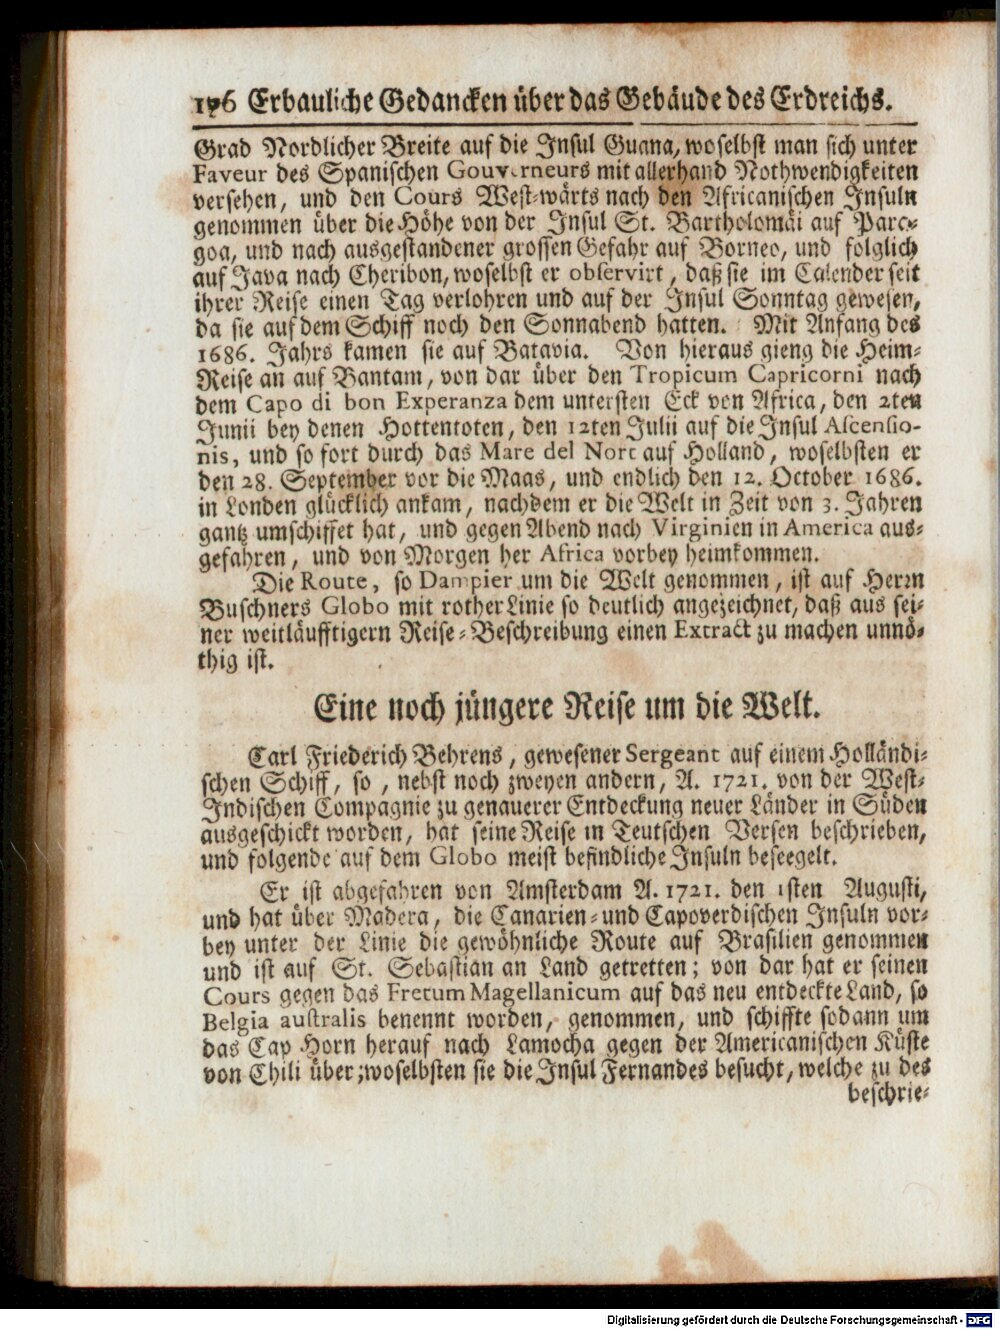 176 Erbauliche Gedancken über das Gebäude des Erdreichs.
Grad Nordlicher Breite auf die Insul Guana, woselbst man sich unter
Faveur des Spanischen Gouverneurs mit allerhand Nothwendigkeiten
versehen, und den Cours West-wärts nach den Africanischen Insuln
genommen über die Höhe von der Insul St. Bartholomäi auf Parc-
goa, und nach ausgestandener grossen Gefahr auf Borneo, und folglich
auf Java nach Cheribon, woselbst er observirt, daß sie im Calender seit
ihrer Reise einen Tag verlohren und auf der Insul Sonntag gewesen,
da sie auf dem Schiff noch den Sonnabend hatten. Mit Anfang des
1686. Jahrs kamen sie auf Batavia. Von hieraus gieng die Heim-
Reise an auf Bantam, von dar über den Tropicum Capricorni nach
dem Capo di bon Experanza dem untersten Eck von Africa, den 2ten
Junii bey denen Hottentoten, den 12ten Julii auf die Insul Ascensio-
nis, und so fort durch das Mare del Nort auf Holland, woselbsten er
den 28. September vor die Maas, und endlich den 12. October 1686.
in Londen glücklich ankam, nachdem er die Welt in Zeit von 3. Jahren
gantz umschiffet hat, und gegen Abend nach Virginien in America aus-
gefahren, und von Morgen her Africa vorbey heimkommen.
Die Route, so Dampier um die Welt genommen, ist auf Herrn
Buschners Globo mit rother Linie so deutlich angezeichnet, daß aus sei-
ner weitläufftigern Reise-Beschreibung einen Extract zu machen unnö-
thig ist.
Eine noch jüngere Reise um die Welt.
Carl Friederich Behrens, gewesener Sergeant auf einem Holländi-
schen Schiff, so, nebst noch zweyen andern, A. 1721. von der West-
Indischen Compagnie zu genauerer Entdeckung neuer Länder in Süden
ausgeschickt worden, hat seine Reise in Teutschen Versen beschrieben,
und folgende auf dem Globo meist befindliche Insuln beseegelt.
Er ist abgefahren von Amsterdam A. 1721. den 1sten Augusti,
und hat über Madera, die Canarien- und Capoverdischen Insuln vor-
bey unter der Linie die gewöhnliche Route auf Brasilien genommen
und ist auf St. Sebastian an Land getretten; von dar hat er seinen
Cours gegen das Fretum Magellanicum auf das neu entdeckte Land, so
Belgia australis benennt worden, genommen, und schiffte sodann um
das Cap Horn herauf nach Lamocha gegen der Americanischen Küste
von Chili über; woselbsten sie die Insul Fernandes besucht, welche zu des
beschrie-
Digitalisierung gefördert durch die Deutsche Forschungsgemeinschaft - DFG